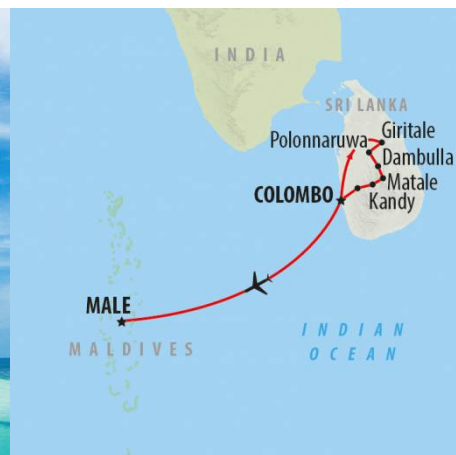 INDIA
SRI LANKA
Giritale
Polonnaruwa
Dambulla
Matale
COLOMBO
Kandy
MALE
MALDIVES
INDIAN
OCEAN